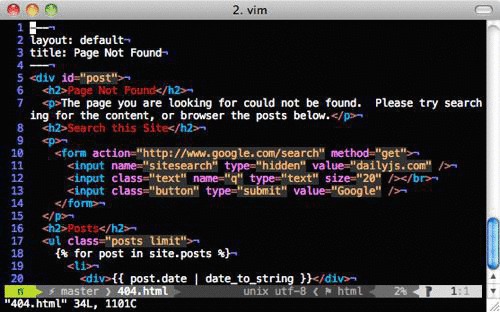 2. vim
1 ---¬
2 layout: default¬
3 title: Page Not Found¬
4 ---¬
5 <div id="post">¬
6   <h2>Page Not Found</h2>¬
7   <p>The page you are looking for could not be found.  Please try search
ing for the content, or browser the posts below.</p>¬
8   <h2>Search this Site</h2>¬
9   <p>¬
10     <form action="http://www.google.com/search" method="get">¬
11       <input name="sitesearch" type="hidden" value="dailyjs.com" />¬
12       <input class="text" name="q" type="text" size="20" /></br>¬
13       <input class="button" type="submit" value="Google" />¬
14     </form>¬
15   </p>¬
16   <h2>Posts</h2>¬
17   <ul class="posts limit">¬
18     {% for post in site.posts %}¬
19       <li>¬
20         <div>{{ post.date | date_to_string }}</div>¬
master 404.html unix utf-8 html 2% 1:1
"404.html" 34L, 1101C